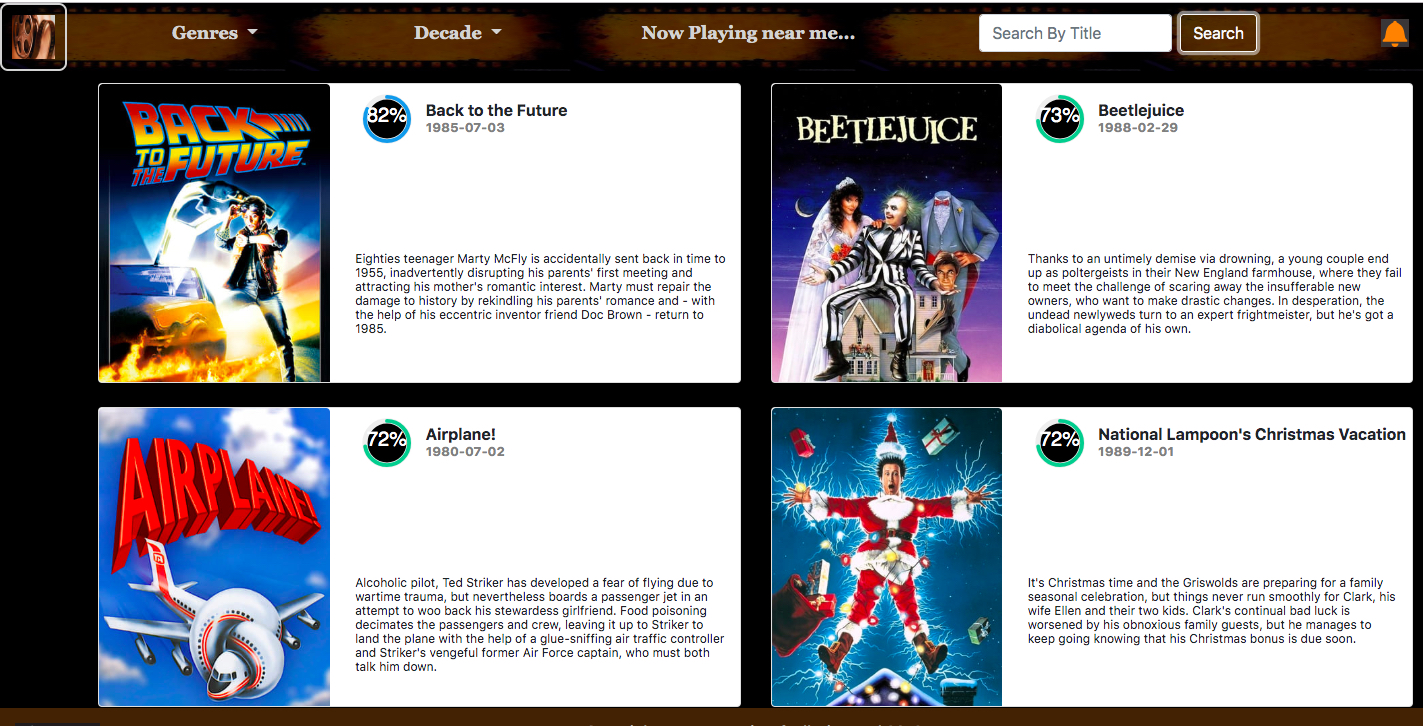 Genres
Decade
Now Playing near me...
Search By Title
Search
BACK
TO
THE
FUTURE
82%
Back to the Future
1985-07-03
Eighties teenager Marty McFly is accidentally sent back in time to
1955, inadvertently disrupting his parents' first meeting and
attracting his mother's romantic interest. Marty must repair the
damage to history by rekindling his parents' romance and - with
the help of his eccentric inventor friend Doc Brown - return to
1985.
BEETLEJUICE
73%
Beetlejuice
1988-02-29
Thanks to an untimely demise via drowning, a young couple end
up as poltergeists in their New England farmhouse, where they fail
to meet the challenge of scaring away the insufferable new
owners, who want to make drastic changes. In desperation, the
undead newlyweds turn to an expert frightmeister, but he's got a
diabolical agenda of his own.
AIRPLANE!
72%
Airplane!
1980-07-02
Alcoholic pilot, Ted Striker has developed a fear of flying due to
wartime trauma, but nevertheless boards a passenger jet in an
attempt to woo back his stewardess girlfriend. Food poisoning
decimates the passengers and crew, leaving it up to Striker to
land the plane with the help of a glue-sniffing air traffic controller
and Striker's vengeful former Air Force captain, who must both
talk him down.
72%
National Lampoon's Christmas Vacation
1989-12-01
It's Christmas time and the Griswolds are preparing for a family
seasonal celebration, but things never run smoothly for Clark, his
wife Ellen and their two kids. Clark's continual bad luck is
worsened by his obnoxious family guests, but he manages to
keep going knowing that his Christmas bonus is due soon.